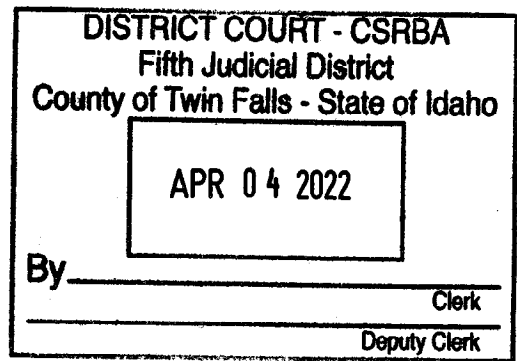 DISTRICT COURT - CSRBA
Fifth Judicial District
County of Twin Falls - State of Idaho
APR 04 2022
By
Clerk
Deputy Clerk